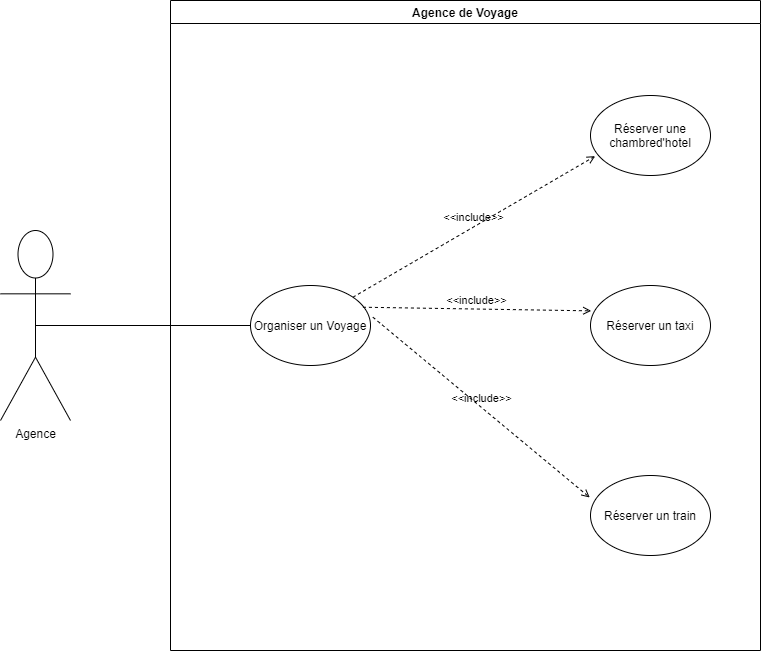 Agence de Voyage
Réserver une
chambred'hotel
<<include>>
<<include>>
Organiser un Voyage
Réserver un taxi
<<include>>
Agence
Réserver un train